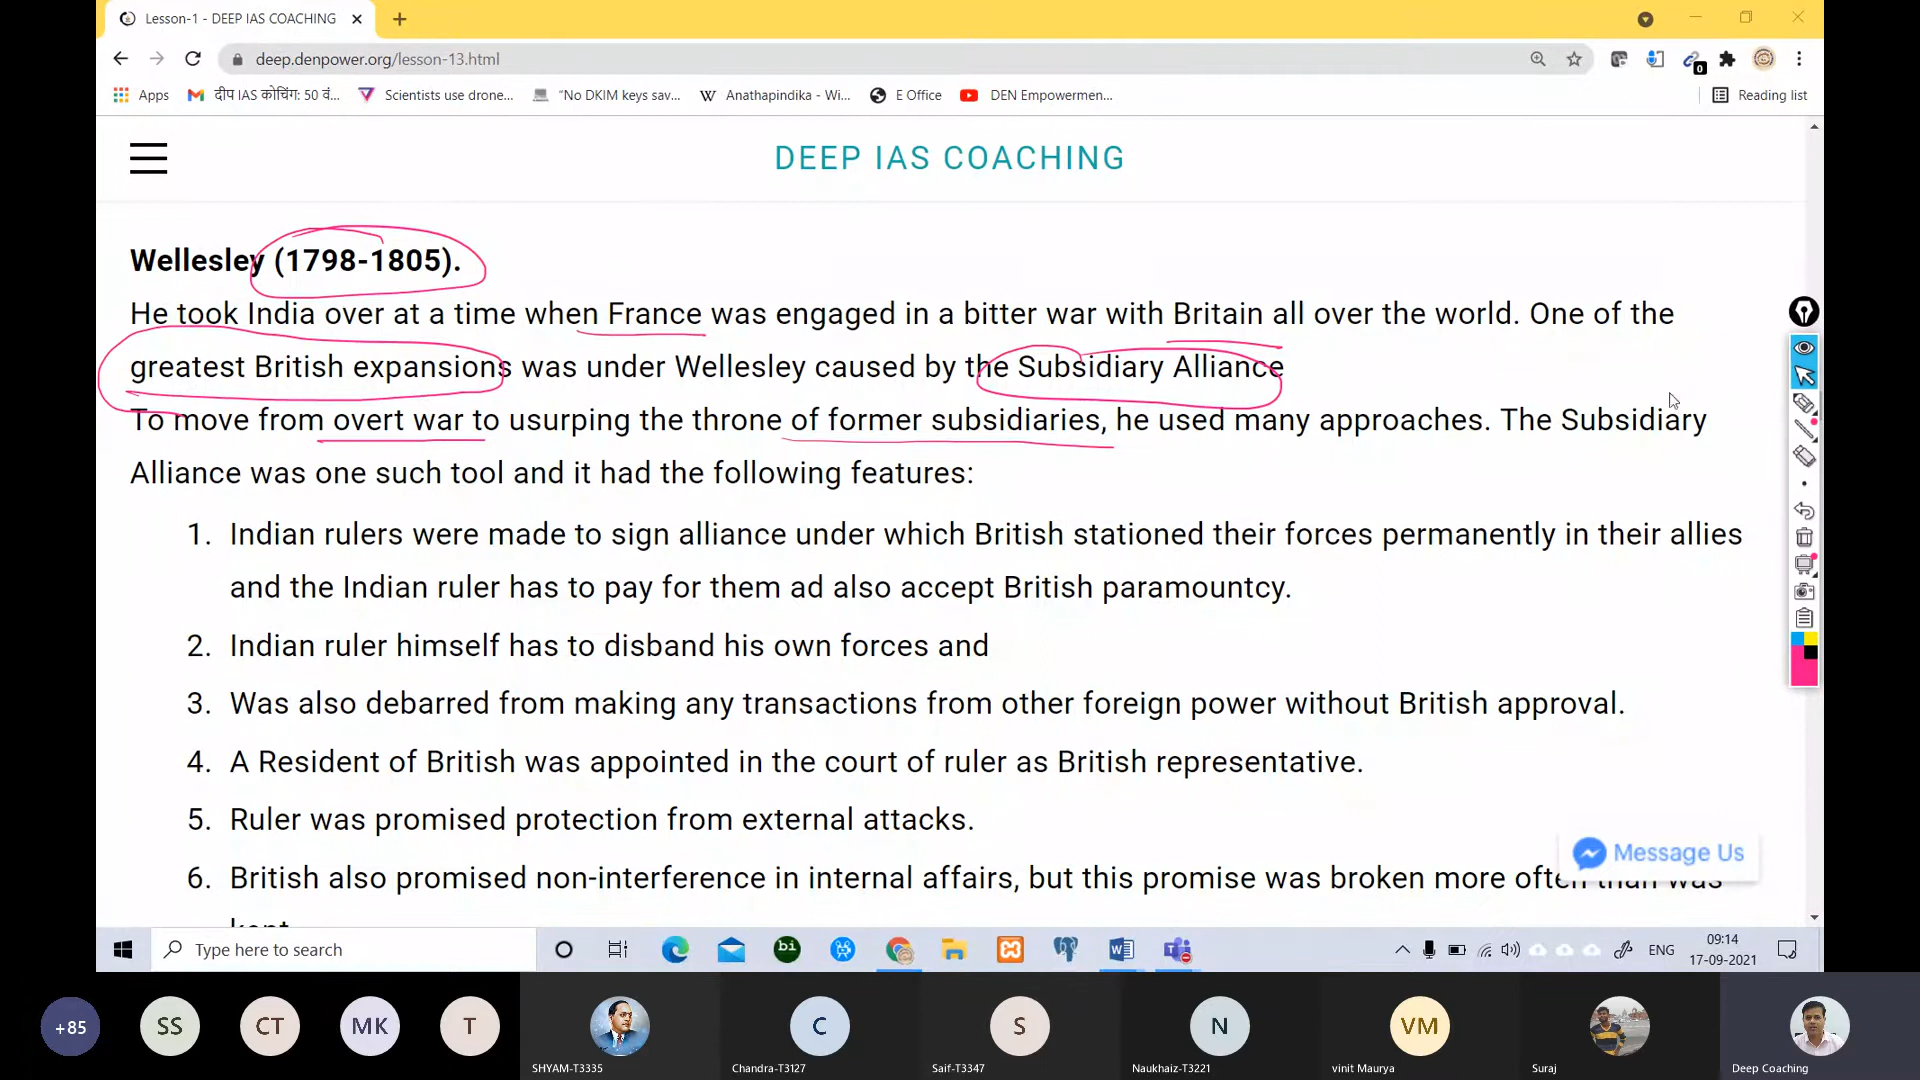 Lesson-1 - DEEP IAS COACHING
deep.denpower.org/lesson-13.html
0
Apps
दीप IAS कोचिंग: 50 वं...
Scientists use drone...
"No DKIM keys sav...
Anathapindika - Wi...
E Office
DEN Empowermen...
Reading list
DEEP IAS COACHING
Wellesley (1798-1805).
He took India over at a time when France was engaged in a bitter war with Britain all over the world. One of the
greatest British expansions was under Wellesley caused by the Subsidiary Alliance
To move from overt war to usurping the throne of former subsidiaries, he used many approaches. The Subsidiary
Alliance was one such tool and it had the following features:
1. Indian rulers were made to sign alliance under which British stationed their forces permanently in their allies
and the Indian ruler has to pay for them ad also accept British paramountcy.
2. Indian ruler himself has to disband his own forces and
3. Was also debarred from making any transactions from other foreign power without British approval.
4. A Resident of British was appointed in the court of ruler as British representative.
5. Ruler was promised protection from external attacks.
6. British also promised non-interference in internal affairs, but this promise was broken more often than was
kept
Message Us
Type here to search
bi
ENG
09:14
17-09-2021
+85
SS
CT
MK
T
C
S
N
VM
SHYAM-T3335
Chandra-T3127
Saif-T3347
Naukhaiz-T3221
vinit Maurya
Suraj
Deep Coaching